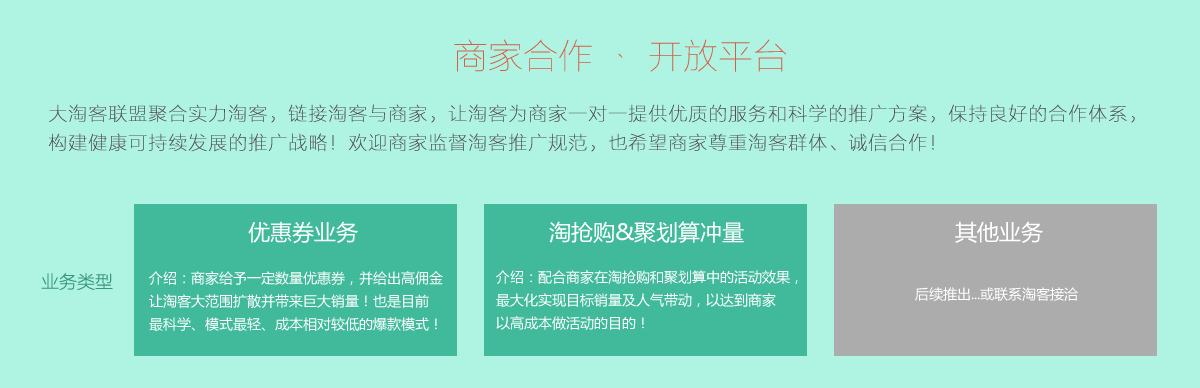 商家合作 、 开放平台
大淘客联盟聚合实力淘客，链接淘客与商家，让淘客为商家一对一提供优质的服务和科学的推广方案，保持良好的合作体系，
构建健康可持续发展的推广战略！欢迎商家监督淘客推广规范，也希望商家尊重淘客群体、诚信合作！
业务类型
优惠券业务
介绍：商家给予一定数量优惠券，并给出高佣金
让淘客大范围扩散并带来巨大销量！也是目前
最科学、模式最轻、成本相对较低的爆款模式！
淘抢购&聚划算冲量
介绍：配合商家在淘抢购和聚划算中的活动效果，
最大化实现目标销量及人气带动，以达到商家
以高成本做活动的目的！
其他业务
后续推出...或联系淘客接洽